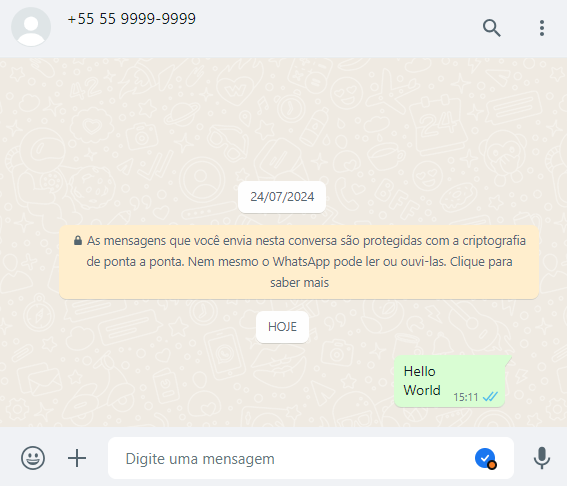 +55 55 9999-9999
24/07/2024
As mensagens que você envia nesta conversa são protegidas com a criptografia
de ponta a ponta. Nem mesmo o WhatsApp pode ler ou ouvi-las. Clique para
saber mais
HOJE
Hello
World
15:11
Digite uma mensagem